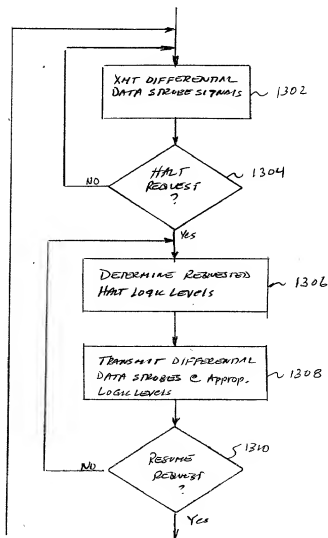 XMT DIFFERENTIAL
DATA STROBE SIGNALS
1302
HALT
REQUEST
?
1304
NO
Yes
DETERMINE REQUESTED
HALT LOGIC LEVELS
1306
TRANSMIT DIFFERENTIAL
DATA STROBES @ APPROP.
LOGIC LEVELS
1308
RESUME
REQUEST
?
1310
NO
Yes